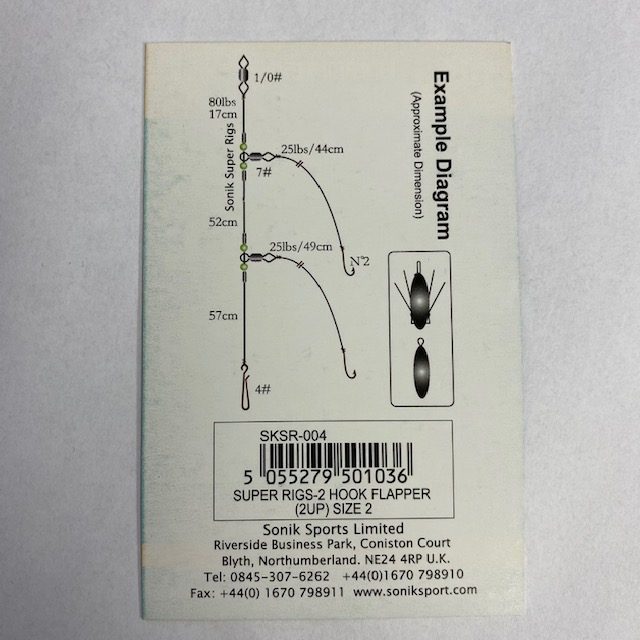 Example Diagram
(Approximate Dimension)
1/0#
80lbs
17cm
Sonik Super Rigs
25lbs/44cm
7#
52cm
25lbs/49cm
N°2
57cm
4#
SKSR-004
5 055279 501036
SUPER RIGS-2 HOOK FLAPPER
(2UP) SIZE 2
Sonik Sports Limited
Riverside Business Park, Coniston Court
Blyth, Northumberland. NE24 4RP U.K.
Tel: 0845-307-6262 +44(0)1670 798910
Fax: +44(0) 1670 798911 www.soniksport.com